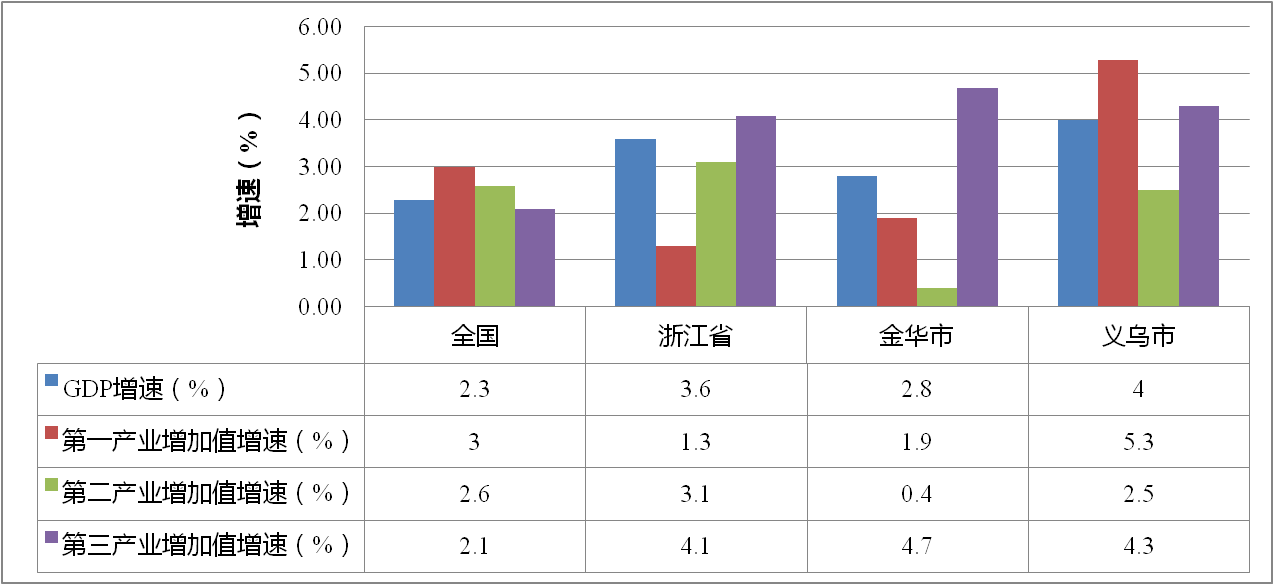 6.00
5.00
4.00
3.00
2.00
1.00
0.00
增速（%）
全国 浙江省 金华市 义乌市
GDP增速（%） 2.3 3.6 2.8 4
第一产业增加值增速（%） 3 1.3 1.9 5.3
第二产业增加值增速（%） 2.6 3.1 0.4 2.5
第三产业增加值增速（%） 2.1 4.1 4.7 4.3